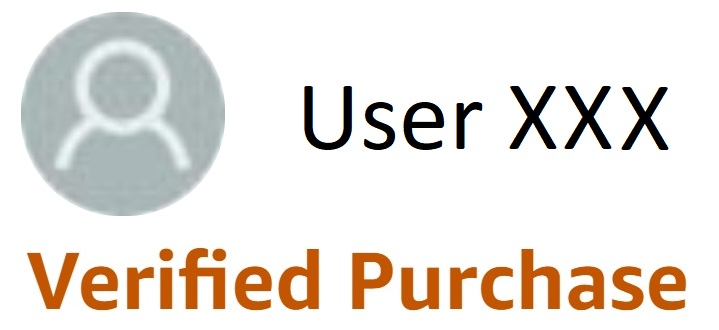 User XXX
Verified Purchase